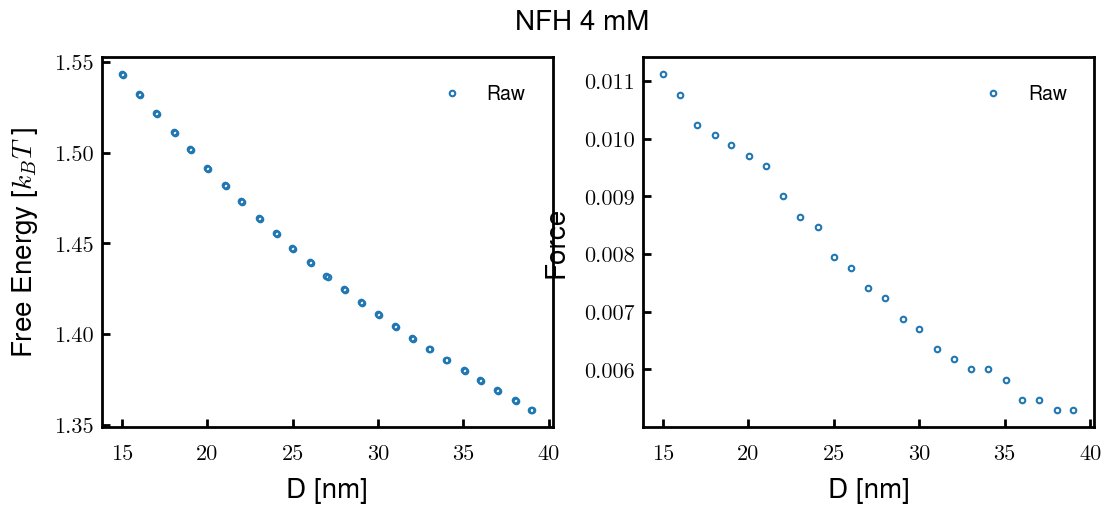 NFH 4 mM
Free Energy [k_BT]
1.55
1.50
1.45
1.40
1.35
15 20 25 30 35 40
D [nm]
Raw
Force
0.011
0.010
0.009
0.008
0.007
0.006
15 20 25 30 35 40
D [nm]
Raw